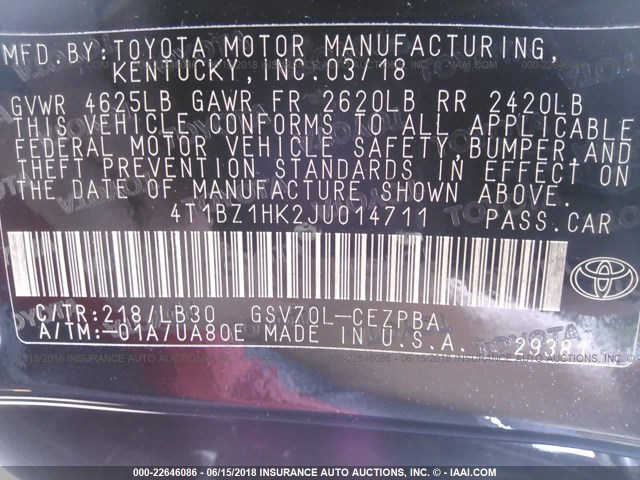 MFD.BY:TOYOTA MOTOR MANUFACTURING,
KENTUCKY,INC.03/18
GVWR 4625LB GAWR FR 2620LB RR 2420LB
THIS VEHICLE CONFORMS TO ALL APPLICABLE
FEDERAL MOTOR VEHICLE SAFETY,BUMPER,AND
THEFT PREVENTION STANDARDS IN EFFECT ON
THE DATE OF MANUFACTURE SHOWN ABOVE.
4T1BZ1HK2JU014711 PASS.CAR
C/TR:218/LB30 GSV70L-CEZPBA
A/TM:-01A/UA80E MADE IN U.S.A. 29381
000-22646086 - 06/15/2018 INSURANCE AUTO AUCTIONS, INC. - IAAI.COM